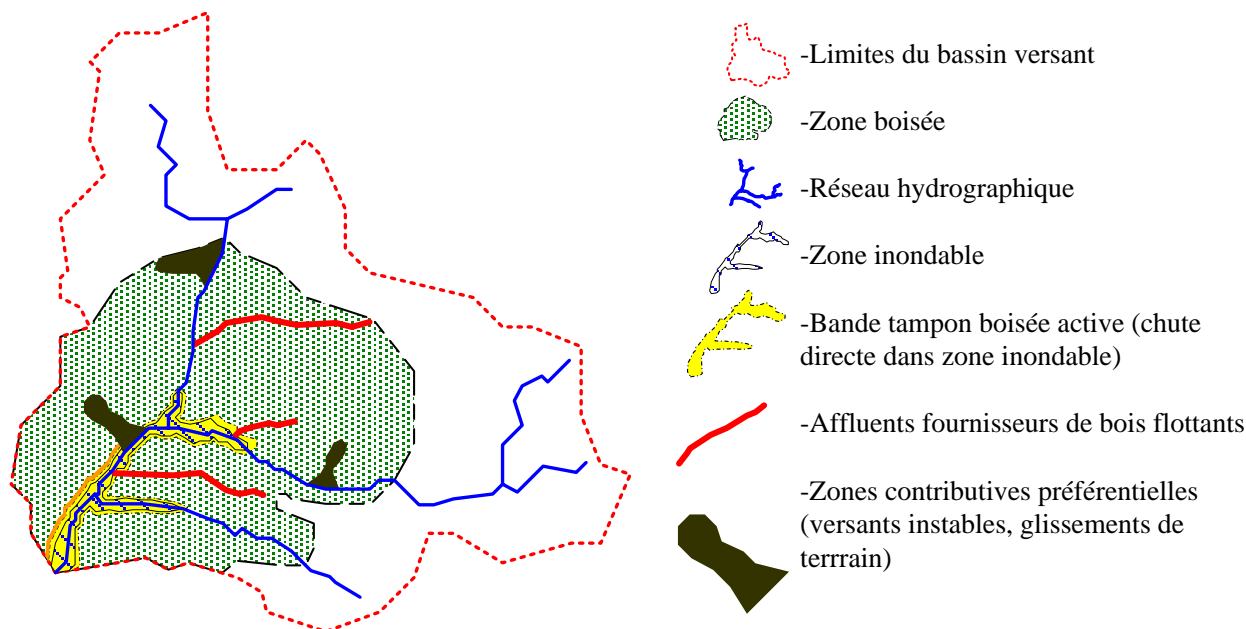 -Limites du bassin versant
-Zone boisée
-Réseau hydrographique
-Zone inondable
-Bande tampon boisée active (chute
directe dans zone inondable)
-Affluents fournisseurs de bois flottants
-Zones contributives préférentielles
(versants instables, glissements de
terrrain)